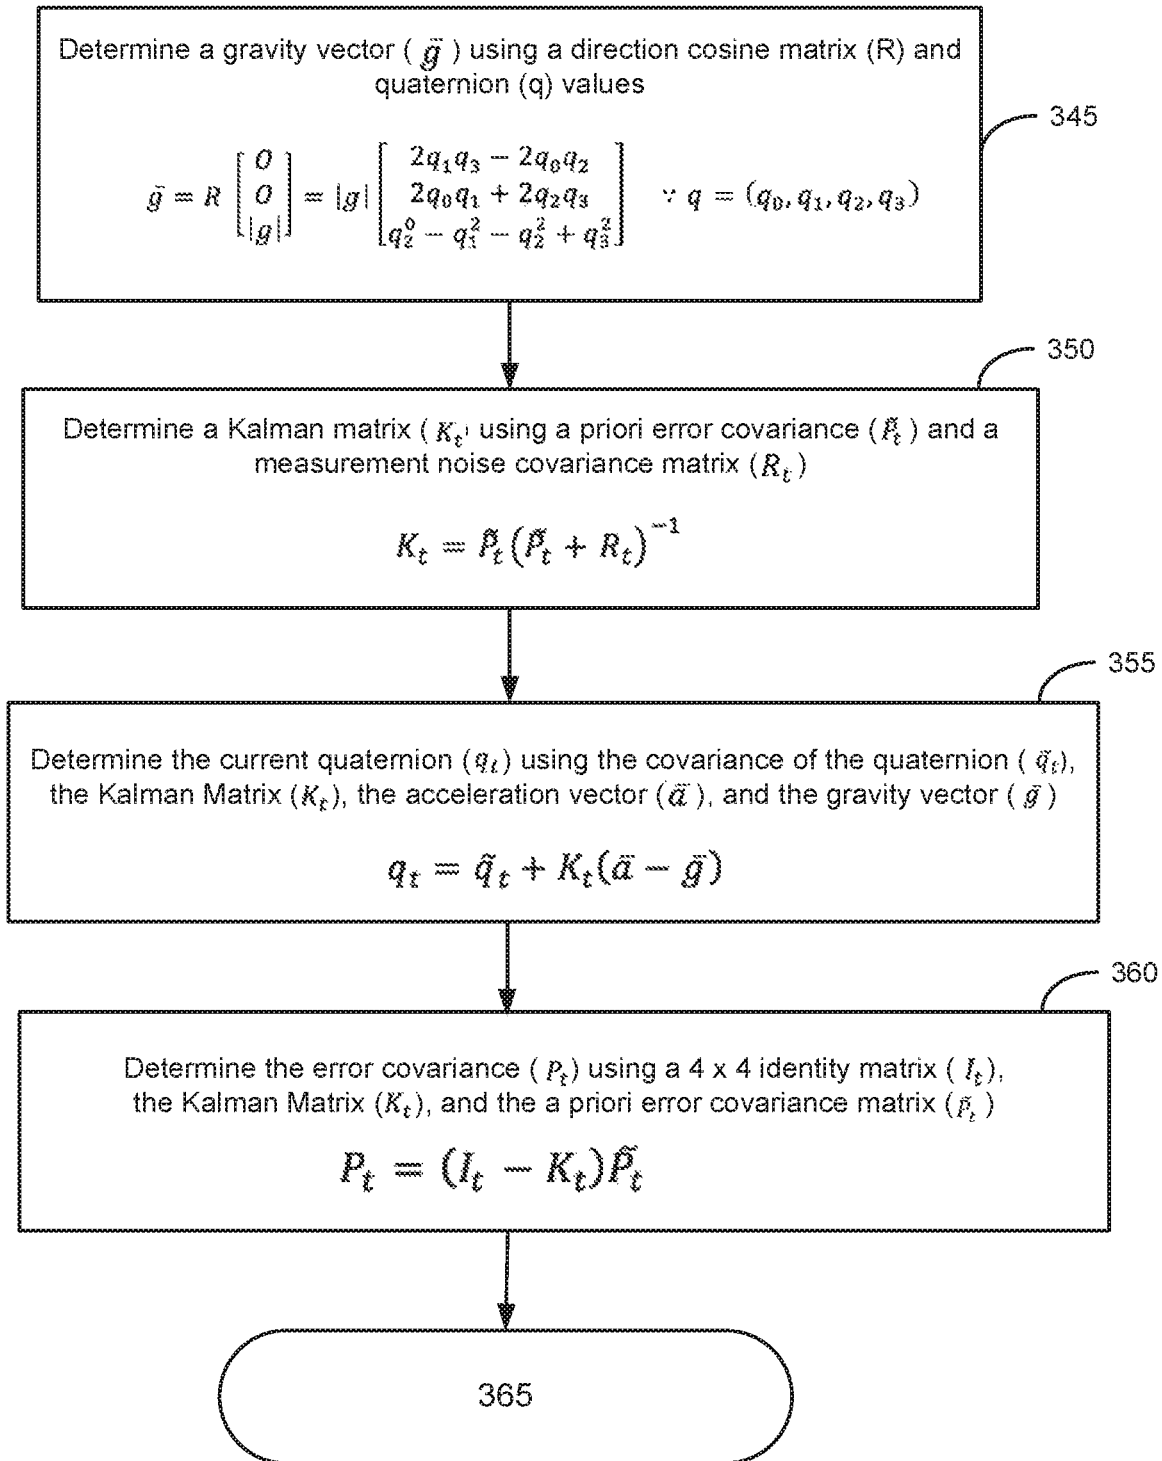 Determine a gravity vector ( g̃ ) using a direction cosine matrix (R) and
quaternion (q) values
345
g̃ = R [0 0 |g|] = |g| [2q₁q₃ − 2q₀q₂ 2q₀q₁ + 2q₂q₃ q₂⁰ − q₁² − q₂² + q₃²] ∵ q = (q₀, q₁, q₂, q₃)
350
Determine a Kalman matrix ( Kₜ) using a priori error covariance (P̃ₜ ) and a
measurement noise covariance matrix (Rₜ)
Kₜ = P̃ₜ(P̃ₜ + Rₜ)⁻¹
355
Determine the current quaternion (qₜ) using the covariance of the quaternion ( q̃ₜ),
the Kalman Matrix (Kₜ), the acceleration vector (ã ), and the gravity vector ( g̃ )
qₜ = q̃ₜ + Kₜ(ã − g̃)
360
Determine the error covariance ( Pₜ) using a 4 x 4 identity matrix ( Iₜ),
the Kalman Matrix (Kₜ), and the a priori error covariance matrix (P̃ₜ )
Pₜ = (Iₜ − Kₜ)P̃ₜ
365